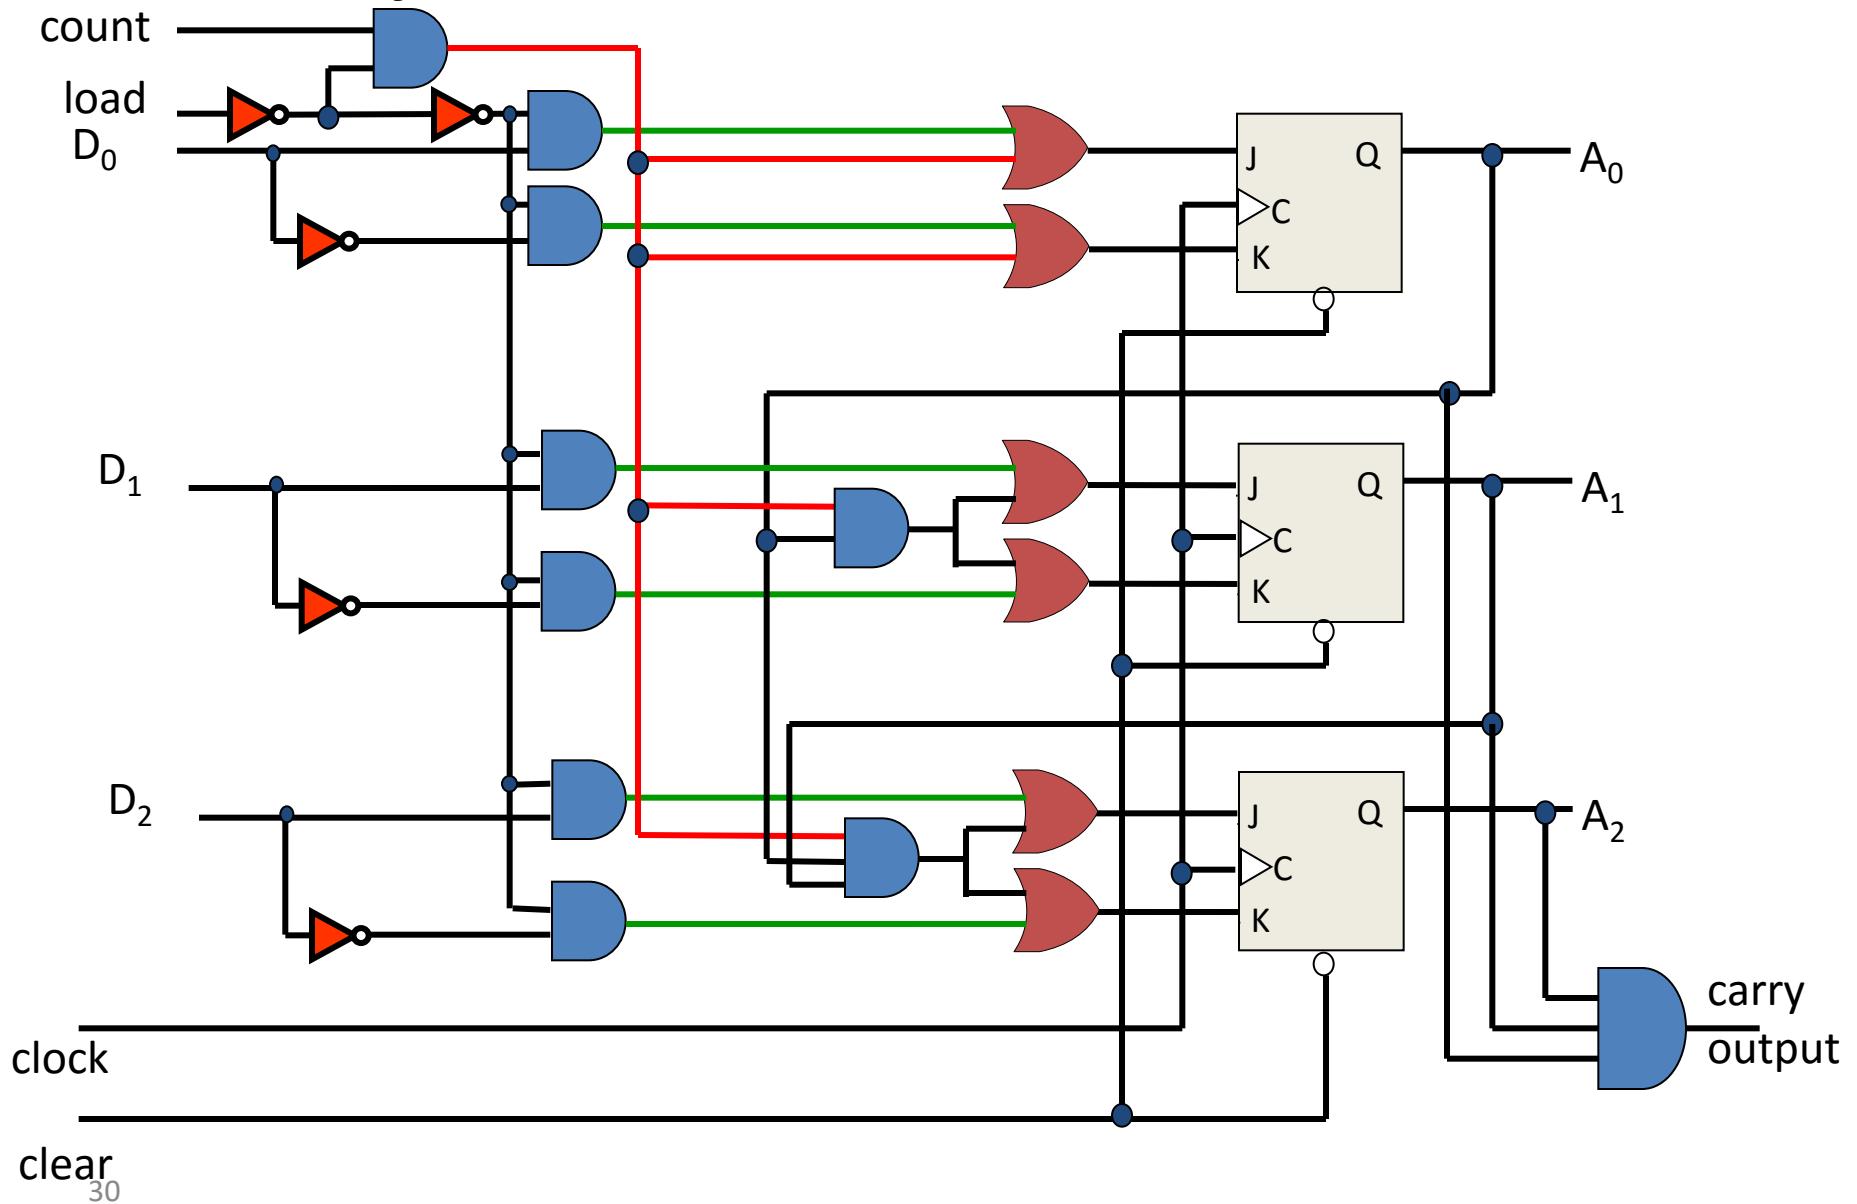 count
load
D₀
J Q
C
K
A₀
D₁
J Q
C
K
A₁
D₂
J Q
C
K
A₂
carry
output
clock
clear
30